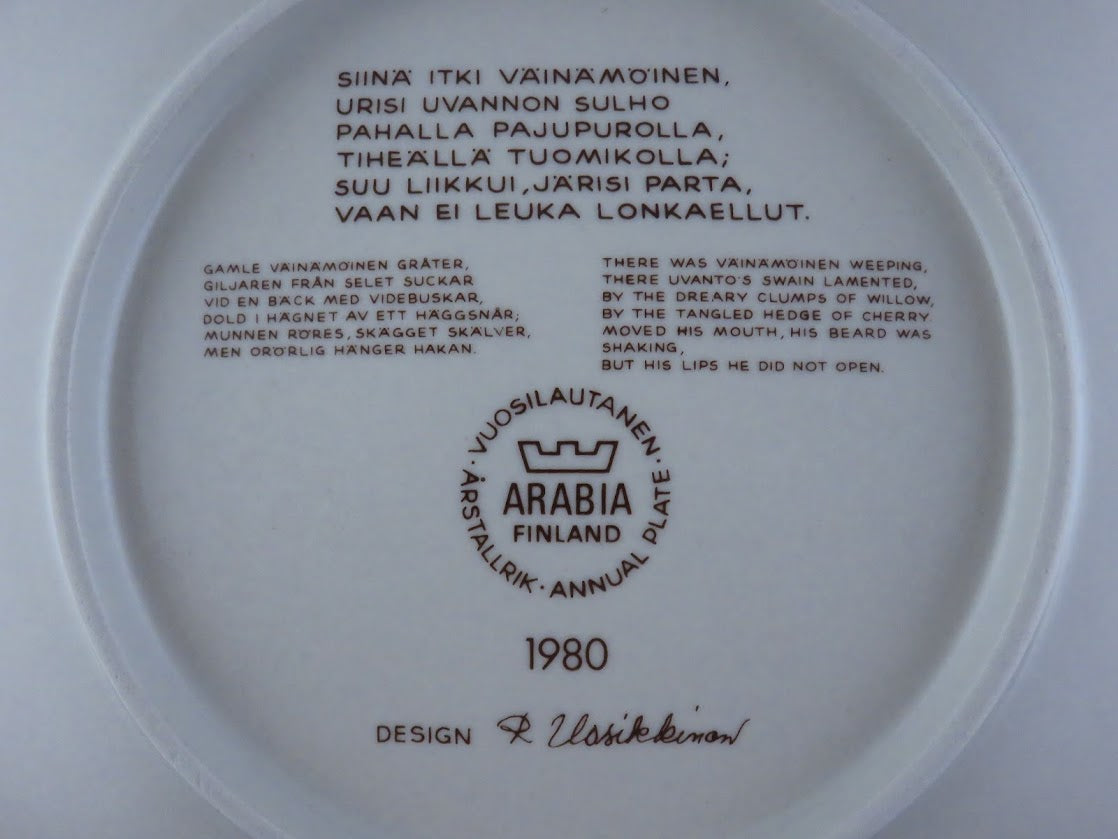 SIINÄ ITKI VÄINÄMÖINEN,
URISI UVANNON SULHO
PAHALLA PAJUPUROLLA,
TIHEÄLLÄ TUOMIKOLLA;
SUU LIIKKUI, JÄRISI PARTA,
VAAN EI LEUKA LONKAELLUT.
GAMLE VÄINÄMÖINEN GRÅTER,
GILJAREN FRÅN SELET SUCKAR
VID EN BÄCK MED VIDEBUSKAR,
DOLD I HÄGNET AV ETT HÄGGSNÅR;
MUNNEN RÖRES, SKÄGGET SKÄLVER,
MEN ORÖRLIG HÄNGER HAKAN.
THERE WAS VÄINÄMÖINEN WEEPING,
THERE UVANTO'S SWAIN LAMENTED,
BY THE DREARY CLUMPS OF WILLOW,
BY THE TANGLED HEDGE OF CHERRY.
MOVED HIS MOUTH, HIS BEARD WAS
SHAKING,
BUT HIS LIPS HE DID NOT OPEN.
· VUOSILAUTANEN · ANNUAL PLATE · ÅRSTALLRIK
ARABIA
FINLAND
1980
DESIGN R Uosikkinen